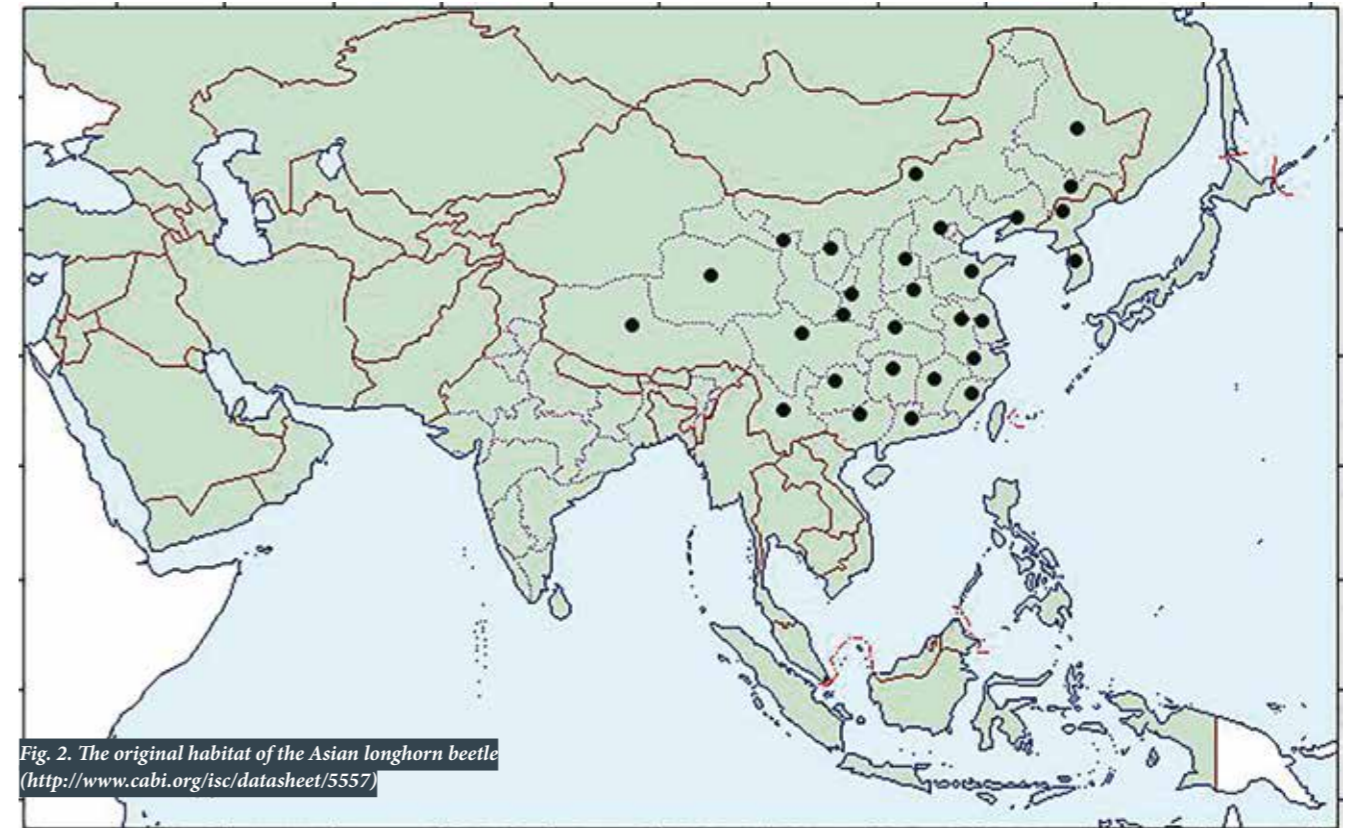 Fig. 2. The original habitat of the Asian longhorn beetle
(http://www.cabi.org/isc/datasheet/5557)